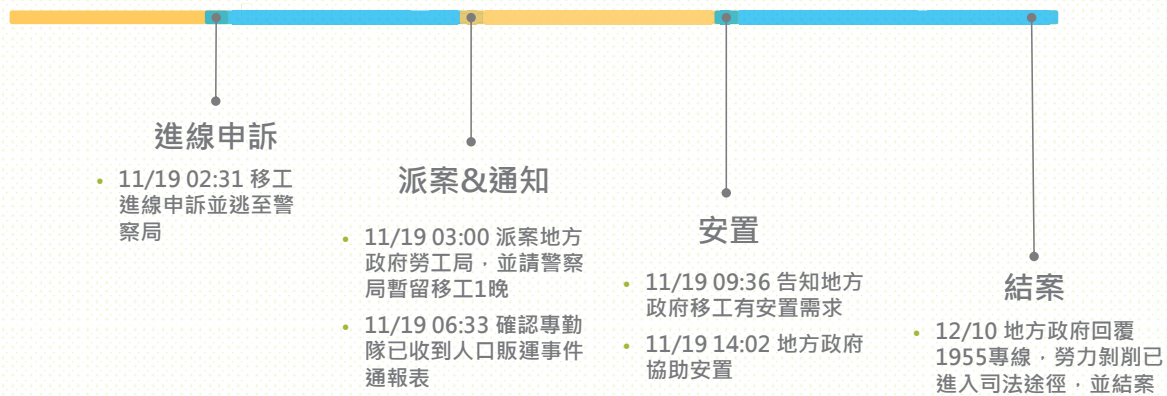 進線申訴
• 11/19 02:31 移工
進線申訴並逃至警
察局
派案&通知
• 11/19 03:00 派案地方
政府勞工局，並請警察
局暫留移工1晚
• 11/19 06:33 確認專勤
隊已收到人口販運事件
通報表
安置
• 11/19 09:36 告知地方
政府移工有安置需求
• 11/19 14:02 地方政府
協助安置
結案
• 12/10 地方政府回覆
1955專線，勞力剝削已
進入司法途徑，並結案